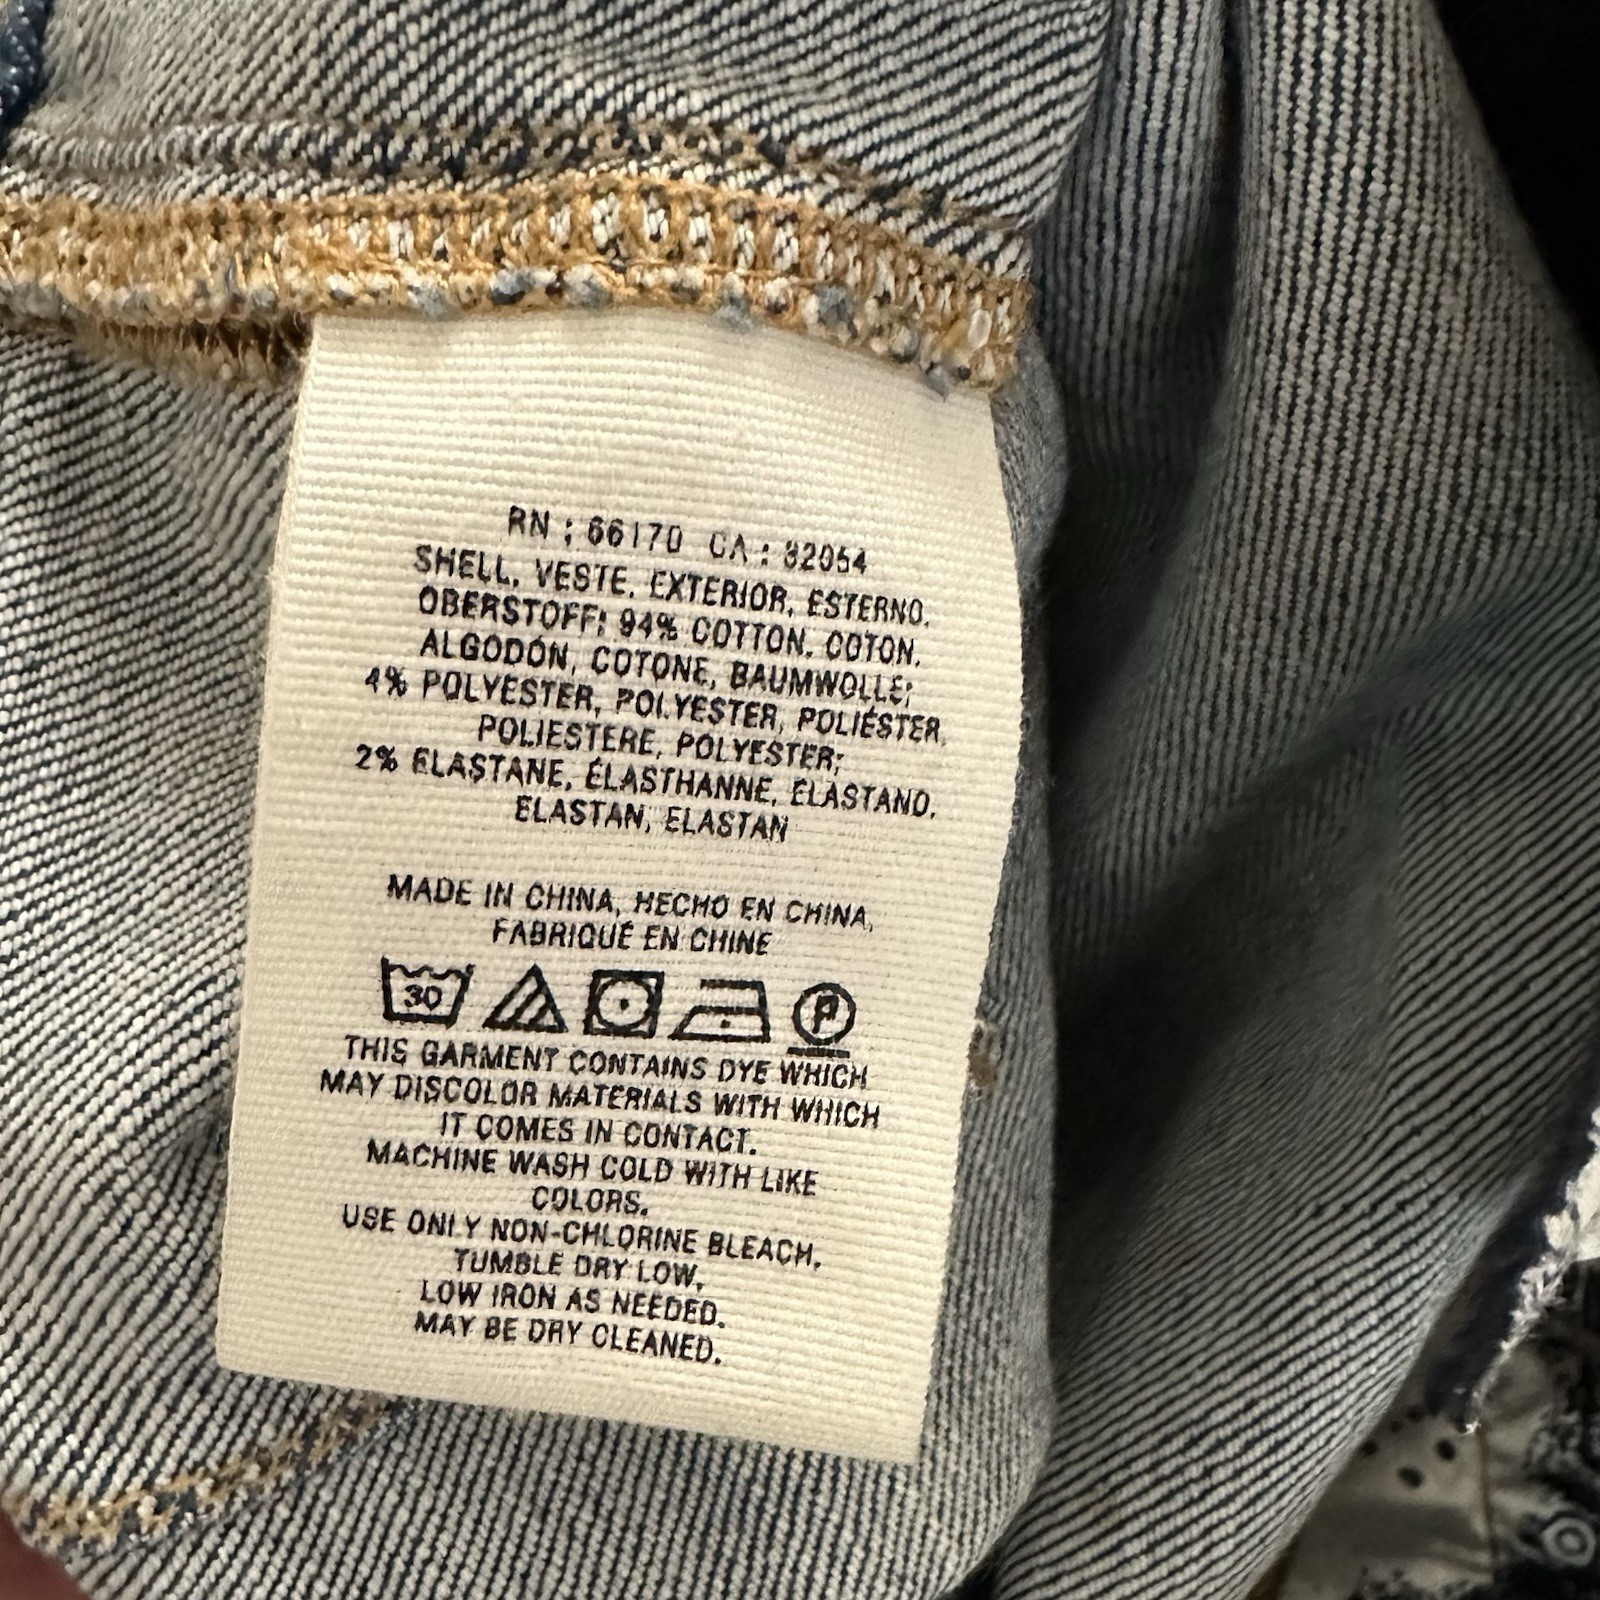 RN : 66170 CA : 32054
SHELL, VESTE, EXTERIOR, ESTERNO,
OBERSTOFF: 94% COTTON, COTON,
ALGODÓN, COTONE, BAUMWOLLE;
4% POLYESTER, POLYESTER, POLIÉSTER,
POLIESTERE, POLYESTER;
2% ELASTANE, ÉLASTHANNE, ELASTANO,
ELASTAN, ELASTAN
MADE IN CHINA, HECHO EN CHINA,
FABRIQUÉ EN CHINE
30 P
THIS GARMENT CONTAINS DYE WHICH
MAY DISCOLOR MATERIALS WITH WHICH
IT COMES IN CONTACT.
MACHINE WASH COLD WITH LIKE
COLORS.
USE ONLY NON-CHLORINE BLEACH.
TUMBLE DRY LOW.
LOW IRON AS NEEDED.
MAY BE DRY CLEANED.